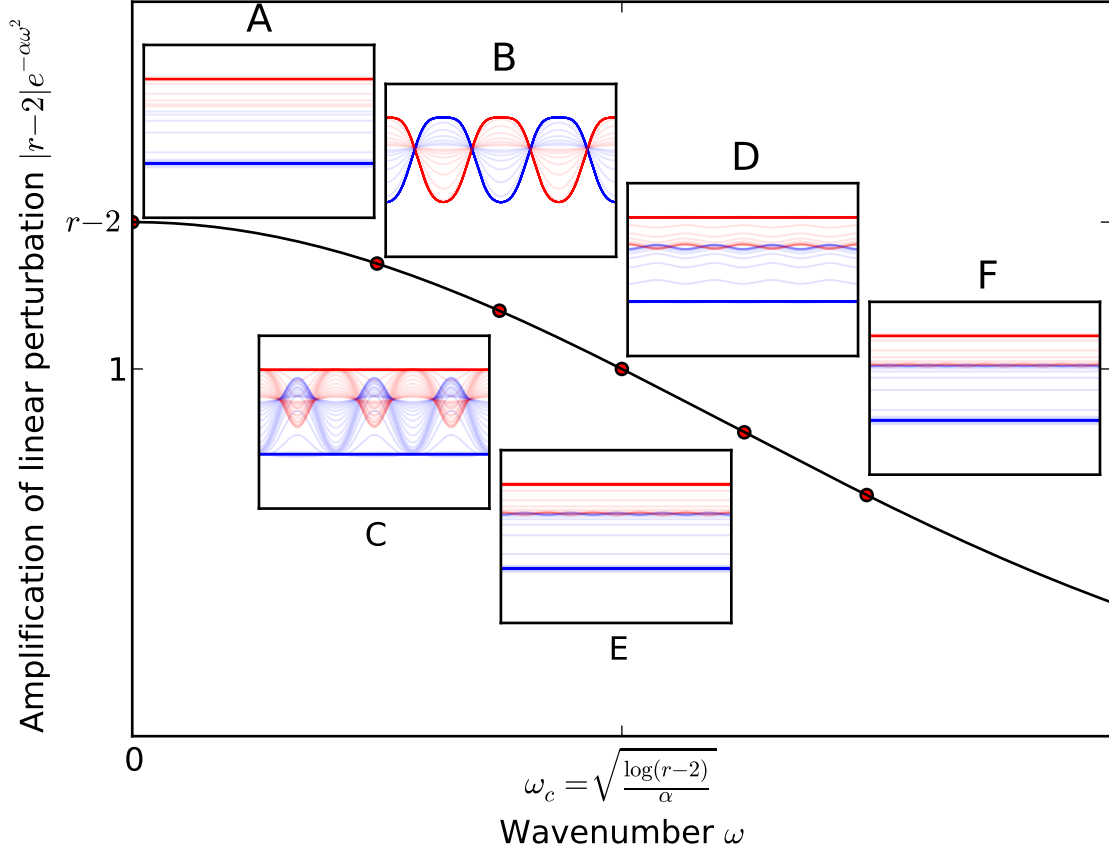 Amplification of linear perturbation |r−2|e^{−αω²}
A
B
D
F
r−2
1
C
E
0
ω_c = √(log(r−2)/α)
Wavenumber ω